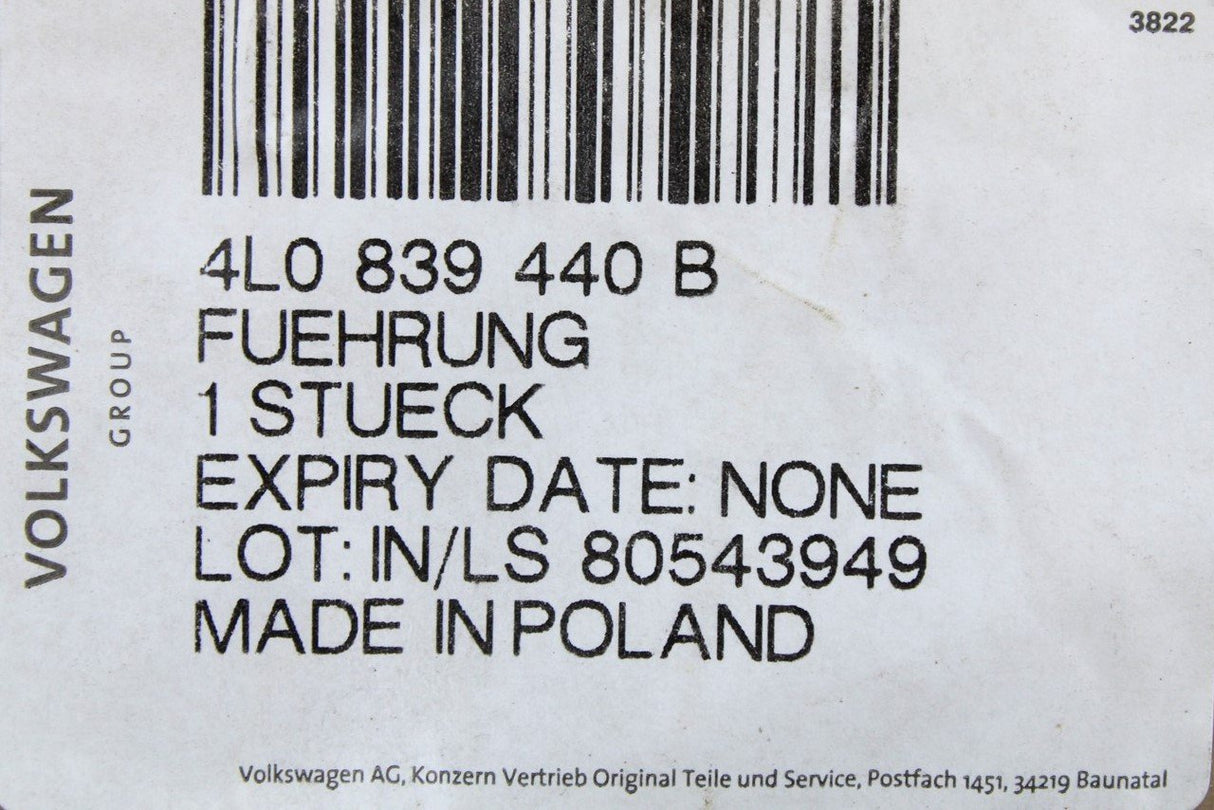 3822
VOLKSWAGEN
GROUP
4L0 839 440 B
FUEHRUNG
1 STUECK
EXPIRY DATE: NONE
LOT: IN/LS 80543949
MADE IN POLAND
Volkswagen AG, Konzern Vertrieb Original Teile und Service, Postfach 1451, 34219 Baunatal